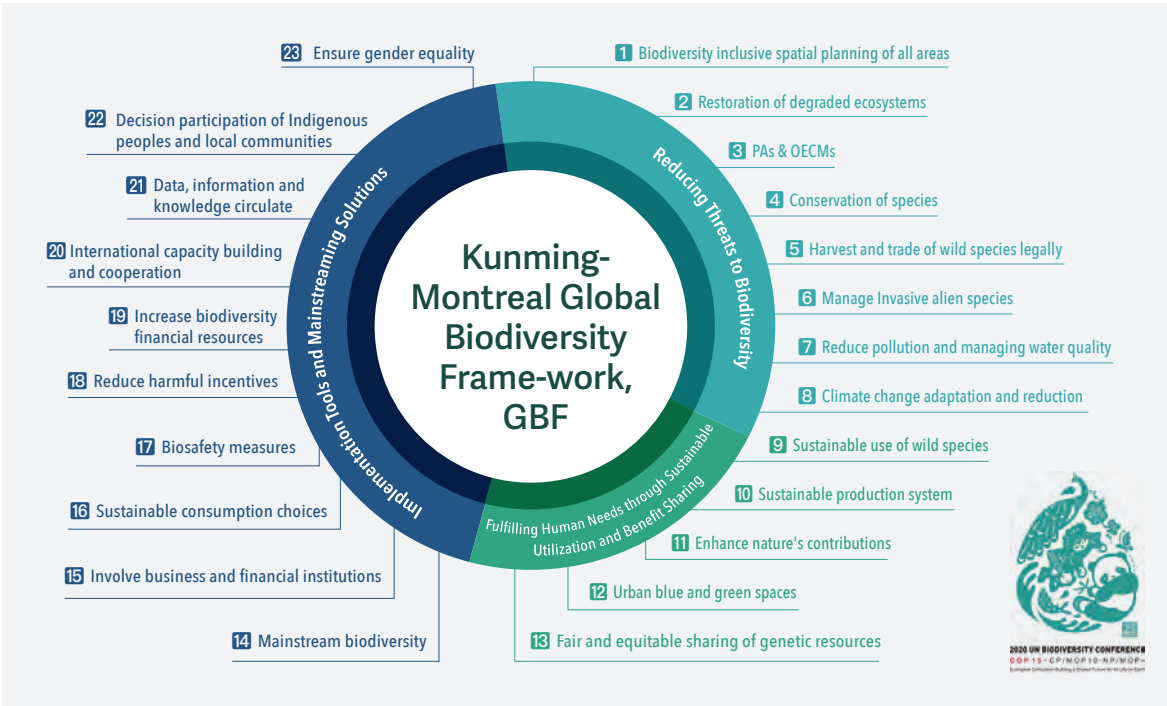 Kunming-
Montreal Global
Biodiversity
Frame-work,
GBF
Reducing Threats to Biodiversity
1 Biodiversity inclusive spatial planning of all areas
2 Restoration of degraded ecosystems
3 PAs & OECMs
4 Conservation of species
5 Harvest and trade of wild species legally
6 Manage Invasive alien species
7 Reduce pollution and managing water quality
8 Climate change adaptation and reduction
Fulfilling Human Needs through Sustainable
Utilization and Benefit Sharing
9 Sustainable use of wild species
10 Sustainable production system
11 Enhance nature's contributions
12 Urban blue and green spaces
13 Fair and equitable sharing of genetic resources
Implementation Tools and Mainstreaming Solutions
14 Mainstream biodiversity
15 Involve business and financial institutions
16 Sustainable consumption choices
17 Biosafety measures
18 Reduce harmful incentives
19 Increase biodiversity
financial resources
20 International capacity building
and cooperation
21 Data, information and
knowledge circulate
22 Decision participation of Indigenous
peoples and local communities
23 Ensure gender equality
2020 UN BIODIVERSITY CONFERENCE
COP15-CP/MOP10-NP/MOP-